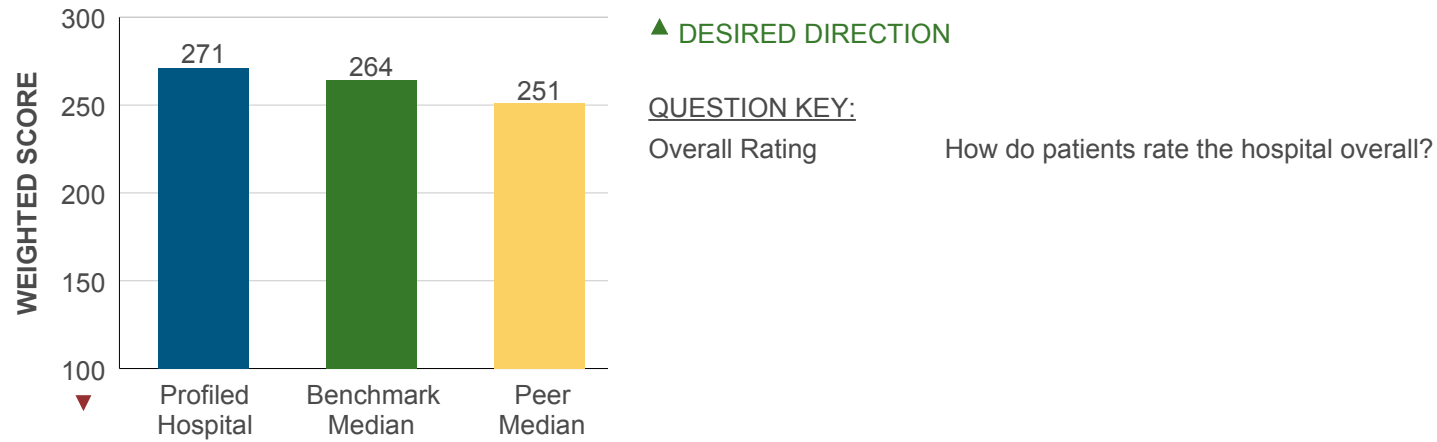 WEIGHTED SCORE
300
250
200
150
100
▼
271
264
251
Profiled
Hospital
Benchmark
Median
Peer
Median
▲ DESIRED DIRECTION
QUESTION KEY:
Overall Rating How do patients rate the hospital overall?